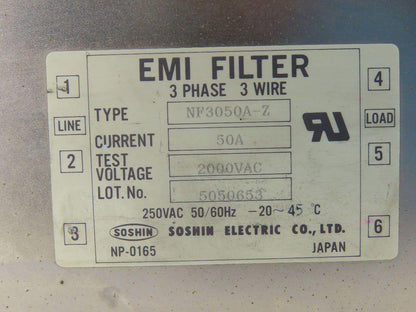 EMI FILTER
3 PHASE 3 WIRE
1
4
TYPE NF3050A-Z
LINE
LOAD
CURRENT 50A
2
5
TEST VOLTAGE 2000VAC
LOT. No. 5050653
250VAC 50/60Hz −20~45°C
3
6
SOSHIN SOSHIN ELECTRIC CO., LTD.
NP-0165 JAPAN